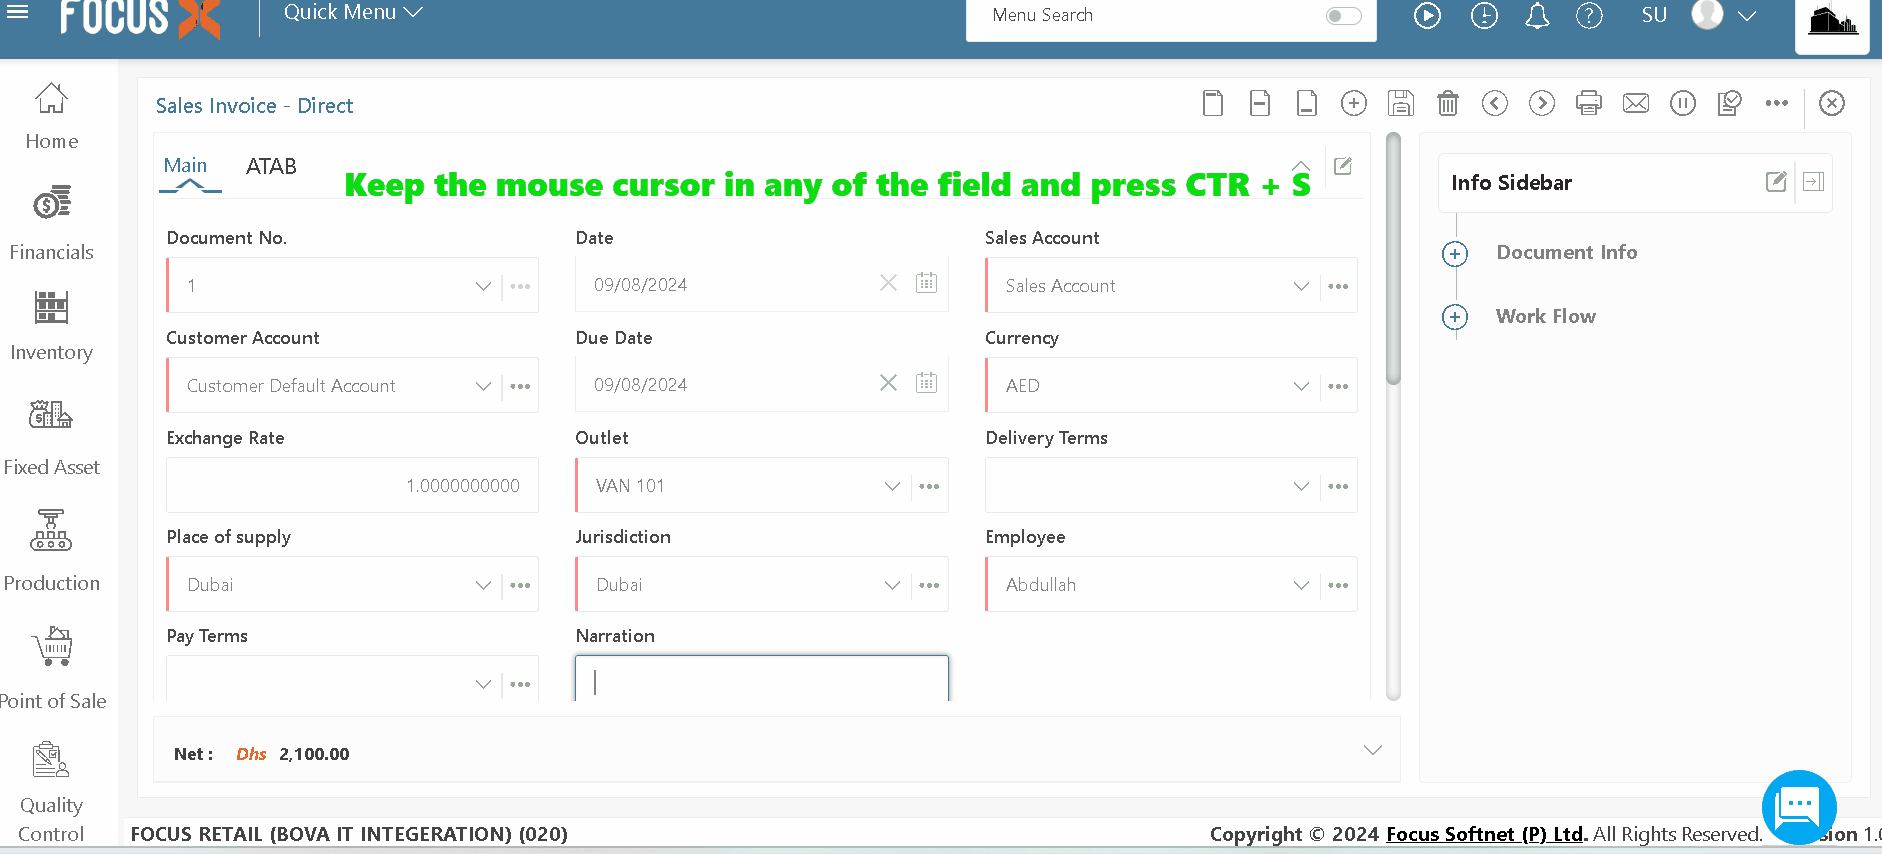 FOCUS X
Quick Menu
Menu Search
SU
Home
Financials
Inventory
Fixed Asset
Production
Point of Sale
Quality
Control
Sales Invoice - Direct
Main
ATAB
Keep the mouse cursor in any of the field and press CTR + S
Document No.
Date
Sales Account
1
09/08/2024
Sales Account
Customer Account
Due Date
Currency
Customer Default Account
09/08/2024
AED
Exchange Rate
Outlet
Delivery Terms
1.0000000000
VAN 101
Place of supply
Jurisdiction
Employee
Dubai
Dubai
Abdullah
Pay Terms
Narration
Net : Dhs 2,100.00
Info Sidebar
Document Info
Work Flow
FOCUS RETAIL (BOVA IT INTEGERATION) (020)
Copyright © 2024 Focus Softnet (P) Ltd. All Rights Reserved.